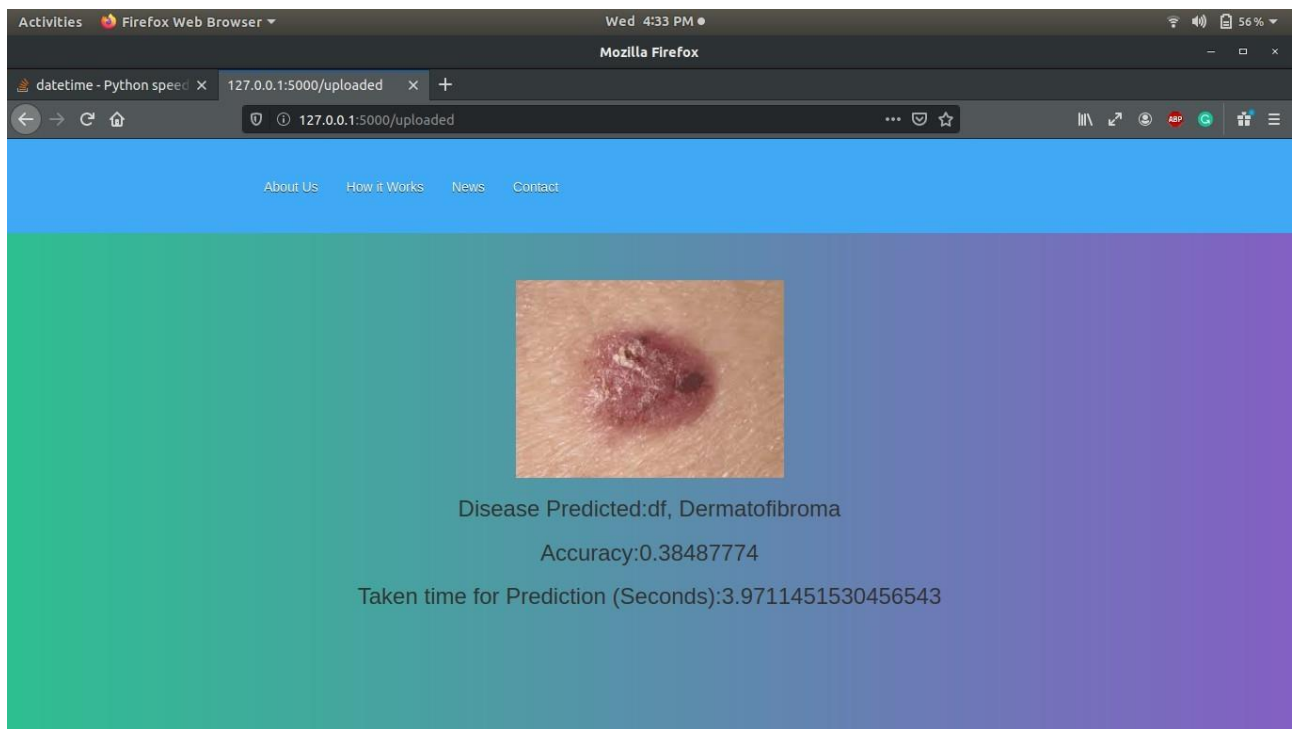 Activities Firefox Web Browser Wed 4:33 PM 56 %
Mozilla Firefox
datetime - Python speed 127.0.0.1:5000/uploaded
127.0.0.1:5000/uploaded ABP G
About Us How it Works News Contact
Disease Predicted:df, Dermatofibroma
Accuracy:0.38487774
Taken time for Prediction (Seconds):3.9711451530456543